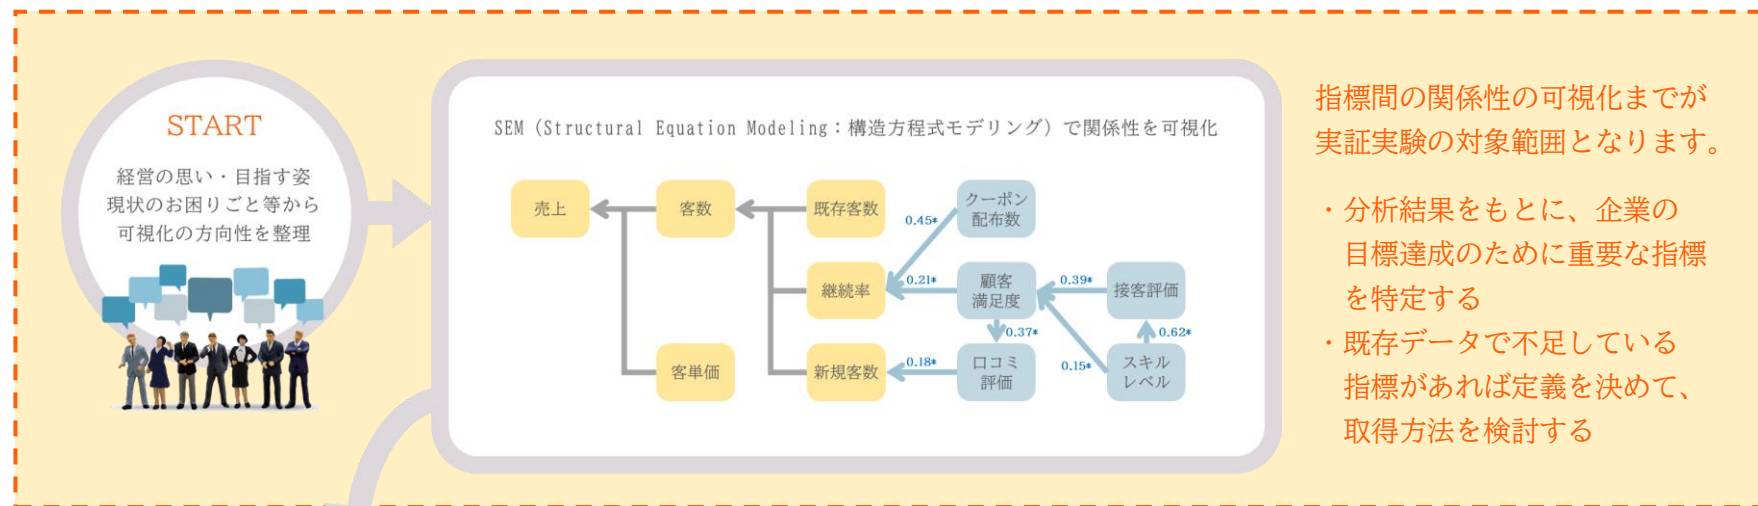 START
経営の思い・目指す姿
現状のお困りごと等から
可視化の方向性を整理
SEM（Structural Equation Modeling：構造方程式モデリング）で関係性を可視化
売上
客数
既存客数
クーポン
配布数
0.45*
継続率
0.21*
顧客
満足度
0.39*
接客評価
0.37*
0.62*
客単価
新規客数
0.18*
口コミ
評価
0.15*
スキル
レベル
指標間の関係性の可視化までが
実証実験の対象範囲となります。
・分析結果をもとに、企業の
目標達成のために重要な指標
を特定する
・既存データで不足している
指標があれば定義を決めて、
取得方法を検討する